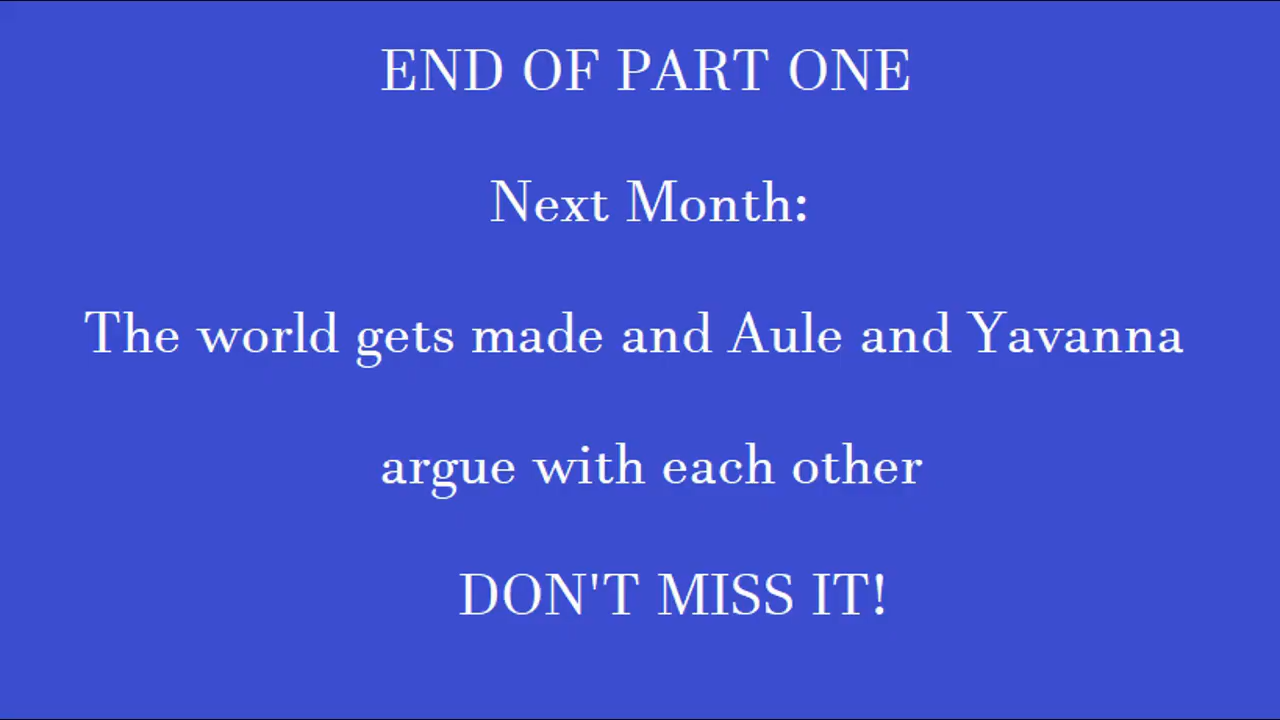 END OF PART ONE
Next Month:
The world gets made and Aule and Yavanna
argue with each other
DON'T MISS IT!